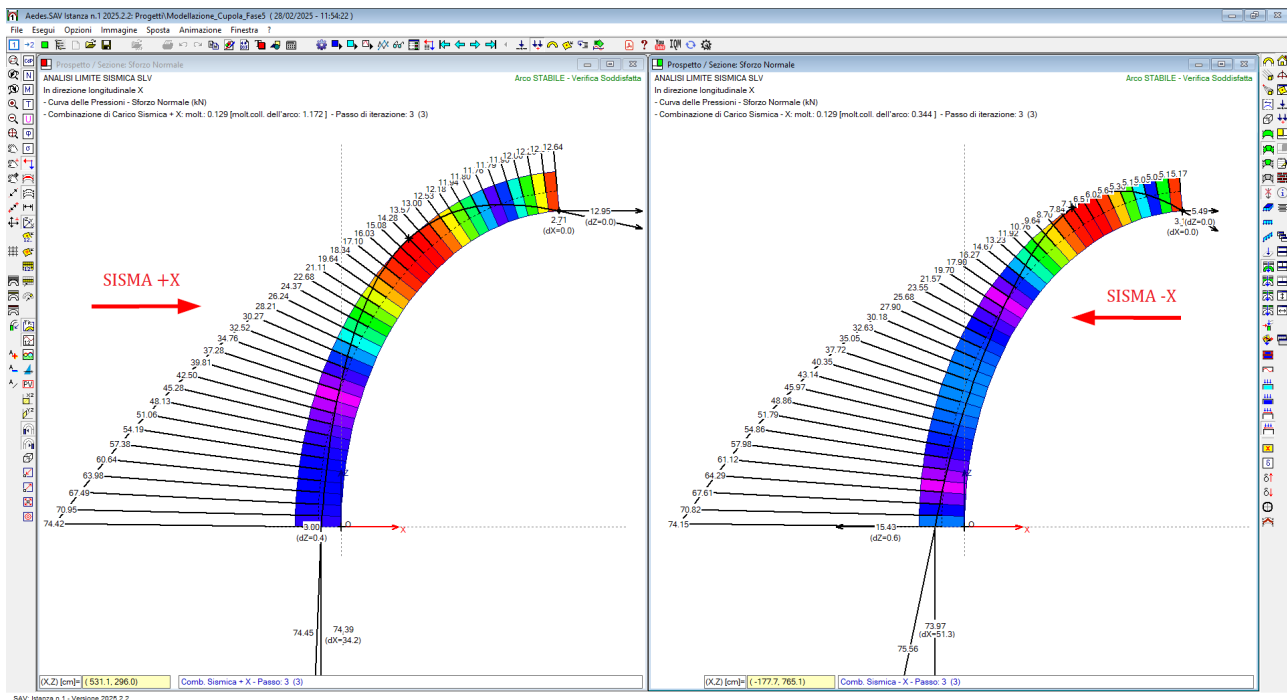 Aedes.SAV Istanza n.1 2025.2.2: Progetti\Modellazione_Cupola_Fase5 ( 28/02/2025 - 11:54:22 )
File Esegui Opzioni Immagine Sposta Animazione Finestra ?
Prospetto / Sezione: Sforzo Normale
ANALISI LIMITE SISMICA SLV
Arco STABILE - Verifica Soddisfatta
In direzione longitudinale X
- Curva delle Pressioni - Sforzo Normale (kN)
- Combinazione di Carico Sismica + X: molt.: 0.129 [molt.coll. dell'arco: 1.172 ] - Passo di iterazione: 3 (3)
12.64
12.18
12.53
13.00
13.57
14.28
15.08
16.03
17.10
18.34
19.64
21.11
22.68
24.37
26.24
28.21
30.27
32.52
34.76
37.28
39.81
42.50
45.28
48.13
51.06
54.19
57.38
60.64
63.98
67.49
70.95
74.42
12.95
(dZ=0.0)
2.71
(dX=0.0)
SISMA +X
Z
O
X
3.00
(dZ=0.4)
74.45
74.39
(dX=34.2)
(X,Z) [cm]= ( 531.1, 296.0)
Comb. Sismica + X - Passo: 3 (3)
Prospetto / Sezione: Sforzo Normale
ANALISI LIMITE SISMICA SLV
Arco STABILE - Verifica Soddisfatta
In direzione longitudinale X
- Curva delle Pressioni - Sforzo Normale (kN)
- Combinazione di Carico Sismica - X: molt.: 0.129 [molt.coll. dell'arco: 0.344 ] - Passo di iterazione: 3 (3)
5.17
8.70
9.64
10.76
11.92
13.23
14.67
16.27
17.96
19.70
21.57
23.55
25.68
27.90
30.18
32.63
35.05
37.72
40.35
43.14
45.97
48.86
51.79
54.86
57.98
61.12
64.29
67.61
70.82
74.15
5.49
(dZ=0.0)
(dX=0.0)
SISMA -X
Z
O
X
15.43
(dZ=0.6)
73.97
(dX=51.3)
75.56
(X,Z) [cm]= ( -177.7, 765.1)
Comb. Sismica - X - Passo: 3 (3)
SAV: Istanza n.1 - Versione 2025.2.2